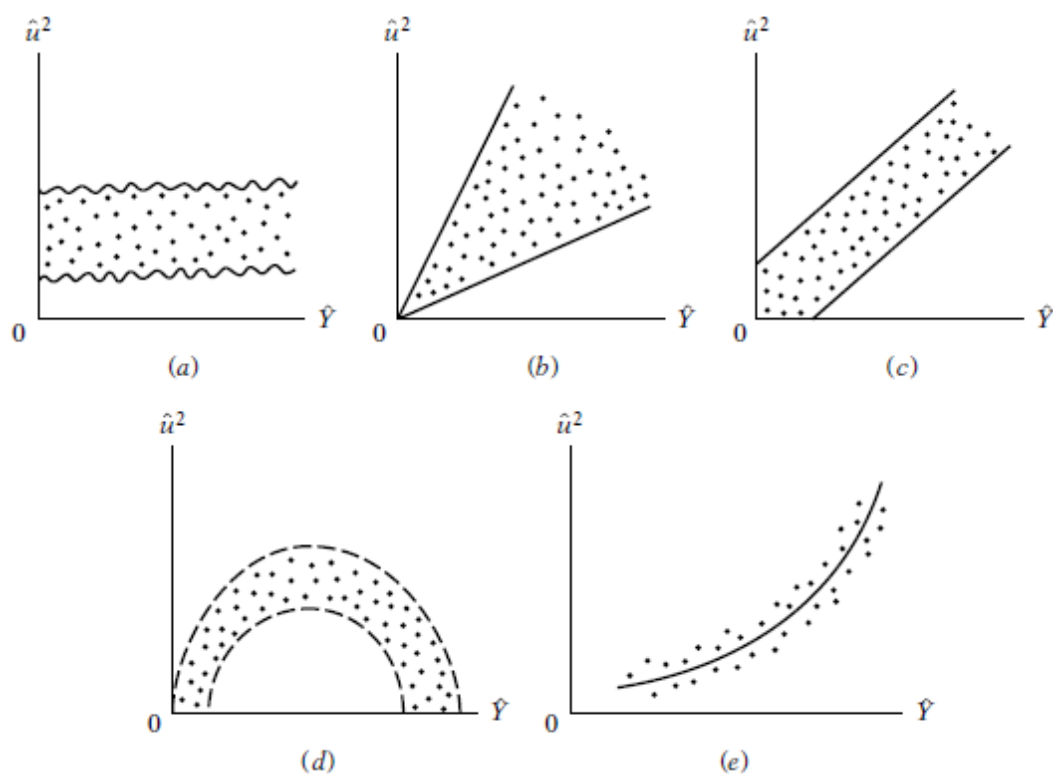 û² û² û²
0 Ŷ 0 Ŷ 0 Ŷ
(a) (b) (c)
û² û²
0 Ŷ 0 Ŷ
(d) (e)